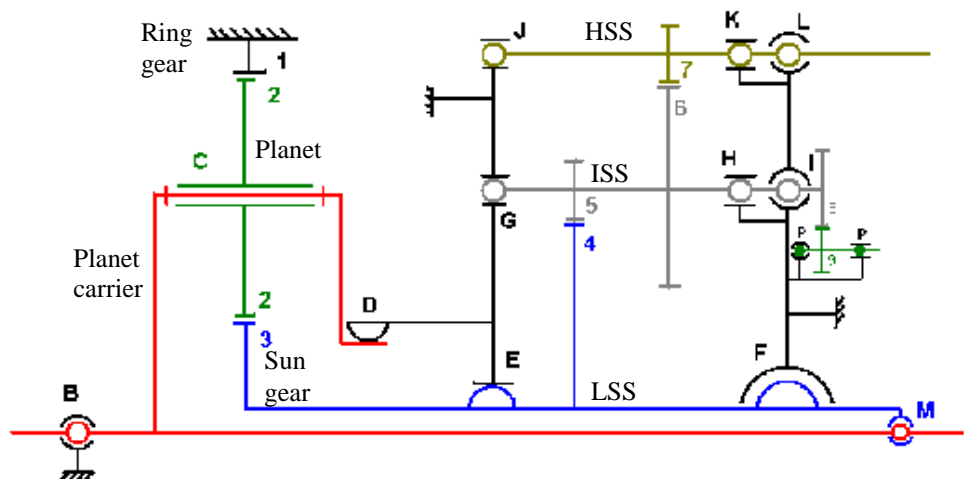 Ring
gear
1
2
C
Planet
Planet
carrier
2
3
Sun
gear
B
D
E
J
HSS
7
6
K
L
G
ISS
5
4
H
I
8
P
P
9
F
LSS
M